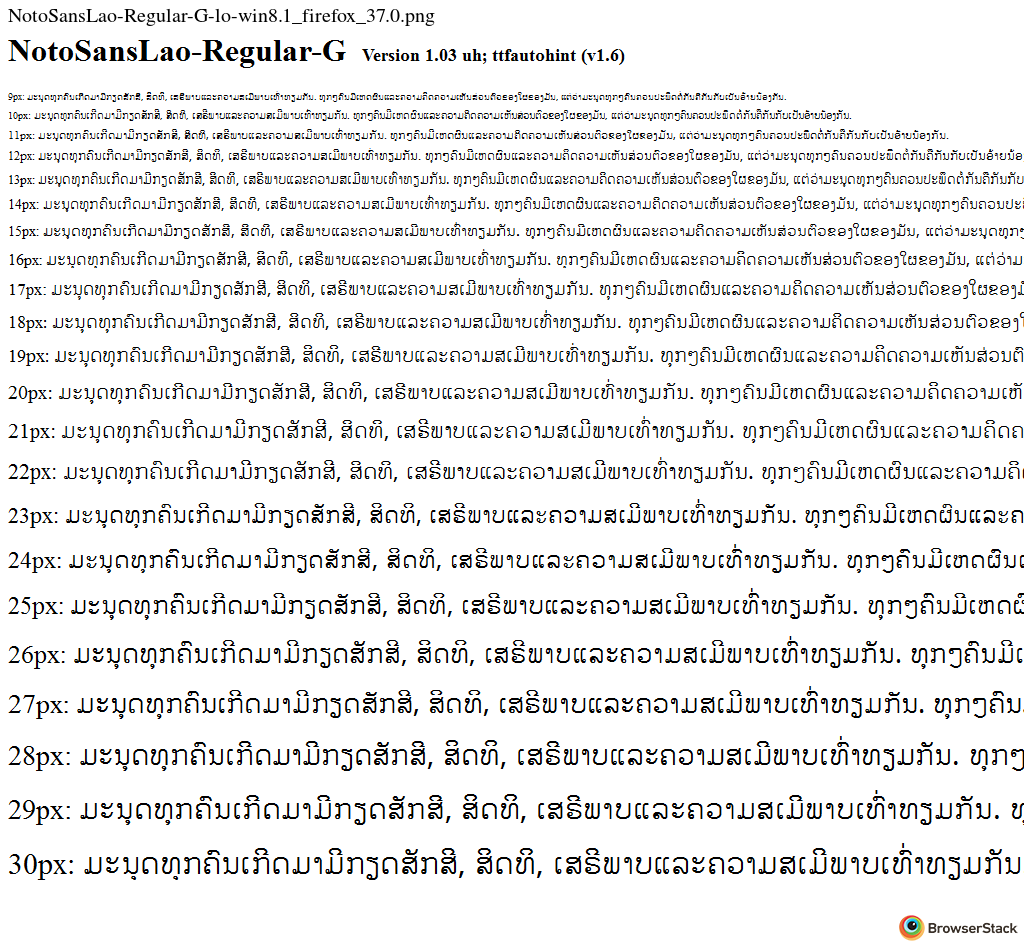 NotoSansLao-Regular-G-lo-win8.1_firefox_37.0.png
NotoSansLao-Regular-G Version 1.03 uh; ttfautohint (v1.6)
9px: ມະນຸດທຸກຄົນເກີດມາມີກຽດສັກສີ, ສິດທິ, ເສຣີພາບແລະຄວາມສເມີພາບເທົ່າທຽມກັນ. ທຸກໆຄົນມີເຫດຜົນແລະຄວາມຄິດຄວາມເຫັນສ່ວນຕົວຂອງໃຜຂອງມັນ, ແຕ່ວ່າມະນຸດທຸກໆຄົນຄວນປະພຶດຕໍ່ກັນຄືກັນກັບເປັນອ້າຍນ້ອງກັນ.
10px: ມະນຸດທຸກຄົນເກີດມາມີກຽດສັກສີ, ສິດທິ, ເສຣີພາບແລະຄວາມສເມີພາບເທົ່າທຽມກັນ. ທຸກໆຄົນມີເຫດຜົນແລະຄວາມຄິດຄວາມເຫັນສ່ວນຕົວຂອງໃຜຂອງມັນ, ແຕ່ວ່າມະນຸດທຸກໆຄົນຄວນປະພຶດຕໍ່ກັນຄືກັນກັບເປັນອ້າຍນ້ອງກັນ.
11px: ມະນຸດທຸກຄົນເກີດມາມີກຽດສັກສີ, ສິດທິ, ເສຣີພາບແລະຄວາມສເມີພາບເທົ່າທຽມກັນ. ທຸກໆຄົນມີເຫດຜົນແລະຄວາມຄິດຄວາມເຫັນສ່ວນຕົວຂອງໃຜຂອງມັນ, ແຕ່ວ່າມະນຸດທຸກໆຄົນຄວນປະພຶດຕໍ່ກັນຄືກັນກັບເປັນອ້າຍນ້ອງກັນ.
12px: ມະນຸດທຸກຄົນເກີດມາມີກຽດສັກສີ, ສິດທິ, ເສຣີພາບແລະຄວາມສເມີພາບເທົ່າທຽມກັນ. ທຸກໆຄົນມີເຫດຜົນແລະຄວາມຄິດຄວາມເຫັນສ່ວນຕົວຂອງໃຜຂອງມັນ, ແຕ່ວ່າມະນຸດທຸກໆຄົນຄວນປະພຶດຕໍ່ກັນຄືກັນກັບເປັນອ້າຍນ້ອ
13px: ມະນຸດທຸກຄົນເກີດມາມີກຽດສັກສີ, ສິດທິ, ເສຣີພາບແລະຄວາມສເມີພາບເທົ່າທຽມກັນ. ທຸກໆຄົນມີເຫດຜົນແລະຄວາມຄິດຄວາມເຫັນສ່ວນຕົວຂອງໃຜຂອງມັນ, ແຕ່ວ່າມະນຸດທຸກໆຄົນຄວນປະພຶດຕໍ່ກັນຄືກັນກັບ
14px: ມະນຸດທຸກຄົນເກີດມາມີກຽດສັກສີ, ສິດທິ, ເສຣີພາບແລະຄວາມສເມີພາບເທົ່າທຽມກັນ. ທຸກໆຄົນມີເຫດຜົນແລະຄວາມຄິດຄວາມເຫັນສ່ວນຕົວຂອງໃຜຂອງມັນ, ແຕ່ວ່າມະນຸດທຸກໆຄົນຄວນປະພຶ
15px: ມະນຸດທຸກຄົນເກີດມາມີກຽດສັກສີ, ສິດທິ, ເສຣີພາບແລະຄວາມສເມີພາບເທົ່າທຽມກັນ. ທຸກໆຄົນມີເຫດຜົນແລະຄວາມຄິດຄວາມເຫັນສ່ວນຕົວຂອງໃຜຂອງມັນ, ແຕ່ວ່າມະນຸດທຸກໆ
16px: ມະນຸດທຸກຄົນເກີດມາມີກຽດສັກສີ, ສິດທິ, ເສຣີພາບແລະຄວາມສເມີພາບເທົ່າທຽມກັນ. ທຸກໆຄົນມີເຫດຜົນແລະຄວາມຄິດຄວາມເຫັນສ່ວນຕົວຂອງໃຜຂອງມັນ, ແຕ່ວ່າມ
17px: ມະນຸດທຸກຄົນເກີດມາມີກຽດສັກສີ, ສິດທິ, ເສຣີພາບແລະຄວາມສເມີພາບເທົ່າທຽມກັນ. ທຸກໆຄົນມີເຫດຜົນແລະຄວາມຄິດຄວາມເຫັນສ່ວນຕົວຂອງໃຜຂອງມ
18px: ມະນຸດທຸກຄົນເກີດມາມີກຽດສັກສີ, ສິດທິ, ເສຣີພາບແລະຄວາມສເມີພາບເທົ່າທຽມກັນ. ທຸກໆຄົນມີເຫດຜົນແລະຄວາມຄິດຄວາມເຫັນສ່ວນຕົວຂອງໃ
19px: ມະນຸດທຸກຄົນເກີດມາມີກຽດສັກສີ, ສິດທິ, ເສຣີພາບແລະຄວາມສເມີພາບເທົ່າທຽມກັນ. ທຸກໆຄົນມີເຫດຜົນແລະຄວາມຄິດຄວາມເຫັນສ່ວນຕົ
20px: ມະນຸດທຸກຄົນເກີດມາມີກຽດສັກສີ, ສິດທິ, ເສຣີພາບແລະຄວາມສເມີພາບເທົ່າທຽມກັນ. ທຸກໆຄົນມີເຫດຜົນແລະຄວາມຄິດຄວາມເຫັ
21px: ມະນຸດທຸກຄົນເກີດມາມີກຽດສັກສີ, ສິດທິ, ເສຣີພາບແລະຄວາມສເມີພາບເທົ່າທຽມກັນ. ທຸກໆຄົນມີເຫດຜົນແລະຄວາມຄິດຄ
22px: ມະນຸດທຸກຄົນເກີດມາມີກຽດສັກສີ, ສິດທິ, ເສຣີພາບແລະຄວາມສເມີພາບເທົ່າທຽມກັນ. ທຸກໆຄົນມີເຫດຜົນແລະຄວາມຄິ
23px: ມະນຸດທຸກຄົນເກີດມາມີກຽດສັກສີ, ສິດທິ, ເສຣີພາບແລະຄວາມສເມີພາບເທົ່າທຽມກັນ. ທຸກໆຄົນມີເຫດຜົນແລະຄ
24px: ມະນຸດທຸກຄົນເກີດມາມີກຽດສັກສີ, ສິດທິ, ເສຣີພາບແລະຄວາມສເມີພາບເທົ່າທຽມກັນ. ທຸກໆຄົນມີເຫດຜົນແ
25px: ມະນຸດທຸກຄົນເກີດມາມີກຽດສັກສີ, ສິດທິ, ເສຣີພາບແລະຄວາມສເມີພາບເທົ່າທຽມກັນ. ທຸກໆຄົນມີເຫດຜົ
26px: ມະນຸດທຸກຄົນເກີດມາມີກຽດສັກສີ, ສິດທິ, ເສຣີພາບແລະຄວາມສເມີພາບເທົ່າທຽມກັນ. ທຸກໆຄົນມີເ
27px: ມະນຸດທຸກຄົນເກີດມາມີກຽດສັກສີ, ສິດທິ, ເສຣີພາບແລະຄວາມສເມີພາບເທົ່າທຽມກັນ. ທຸກໆຄົນ
28px: ມະນຸດທຸກຄົນເກີດມາມີກຽດສັກສີ, ສິດທິ, ເສຣີພາບແລະຄວາມສເມີພາບເທົ່າທຽມກັນ. ທຸກໆ
29px: ມະນຸດທຸກຄົນເກີດມາມີກຽດສັກສີ, ສິດທິ, ເສຣີພາບແລະຄວາມສເມີພາບເທົ່າທຽມກັນ. ທຸ
30px: ມະນຸດທຸກຄົນເກີດມາມີກຽດສັກສີ, ສິດທິ, ເສຣີພາບແລະຄວາມສເມີພາບເທົ່າທຽມກັນ
BrowserStack